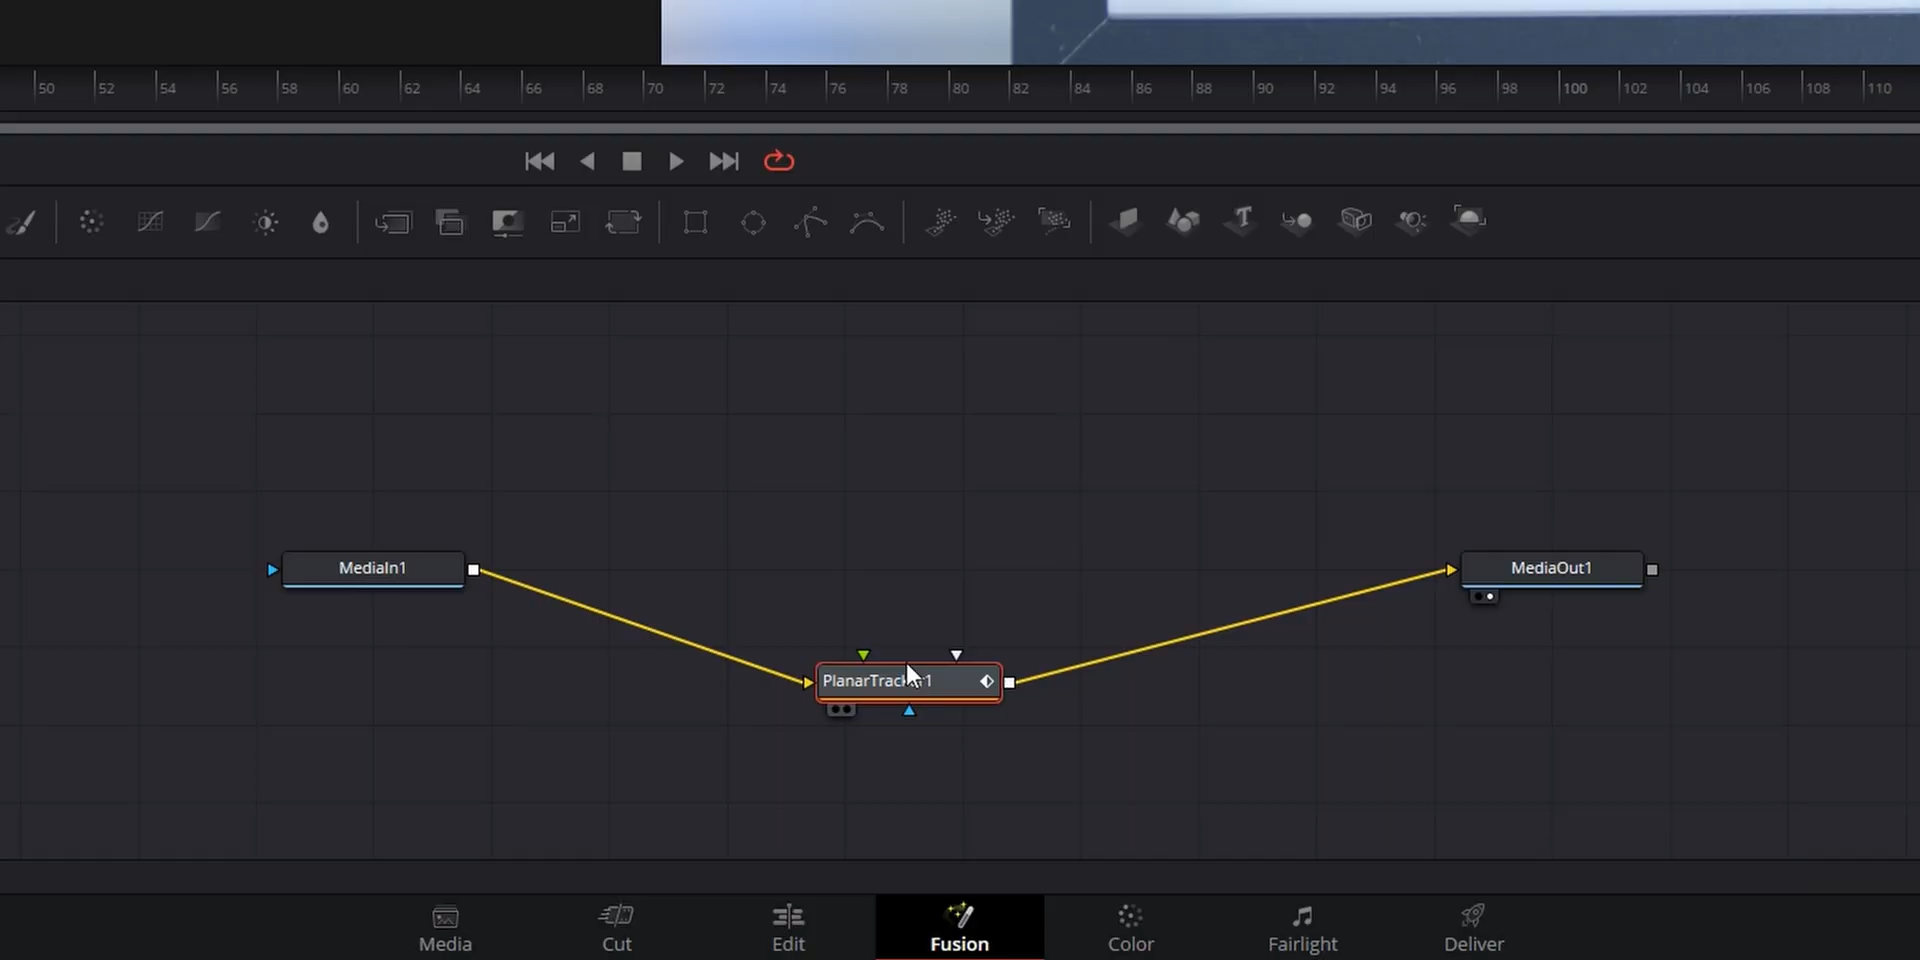 50 52 54 56 58 60 62 64 66 68 70 72 74 76 78 80 82 84 86 88 90 92 94 96 98 100 102 104 106 108 110
MediaIn1
MediaOut1
Media Cut Edit Fusion Color Fairlight Deliver